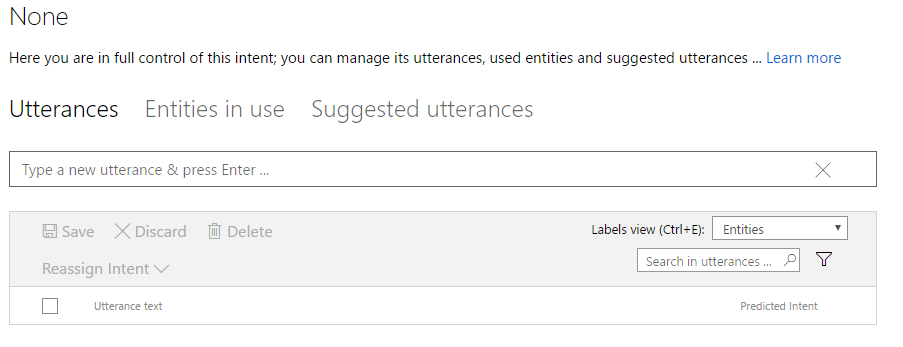 None
Here you are in full control of this intent; you can manage its utterances, used entities and suggested utterances ... Learn more
Utterances Entities in use Suggested utterances
Type a new utterance & press Enter ...
Save Discard Delete Labels view (Ctrl+E): Entities
Reassign Intent Search in utterances ...
Utterance text Predicted Intent